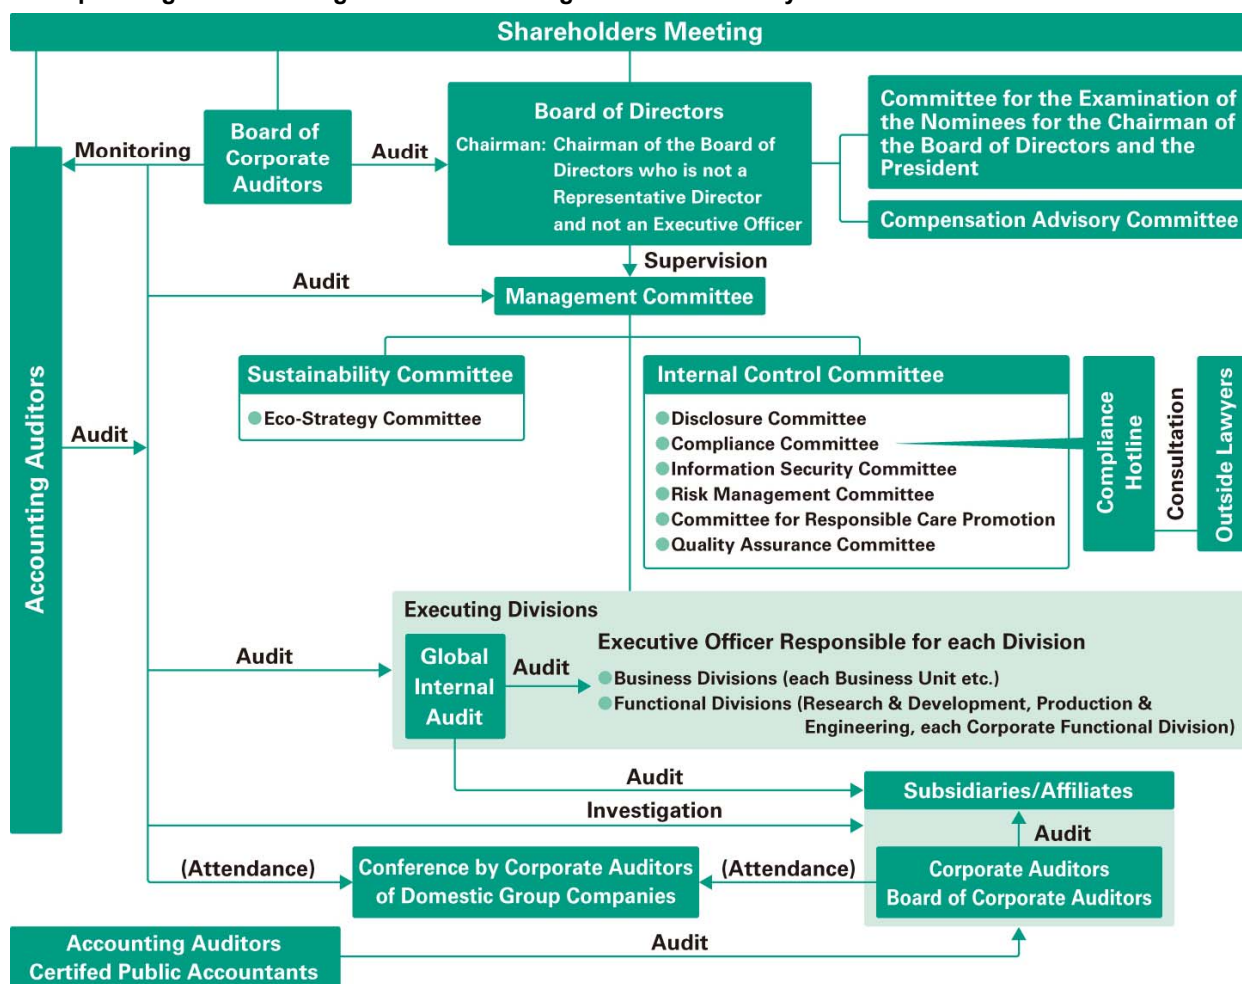 Shareholders Meeting
Board of
Corporate
Auditors
Monitoring
Audit
Board of Directors
Chairman: Chairman of the Board of
Directors who is not a
Representative Director
and not an Executive Officer
Committee for the Examination of
the Nominees for the Chairman of
the Board of Directors and the
President
Compensation Advisory Committee
Supervision
Audit
Management Committee
Accounting Auditors
Audit
Sustainability Committee
Eco-Strategy Committee
Internal Control Committee
Disclosure Committee
Compliance Committee
Information Security Committee
Risk Management Committee
Committee for Responsible Care Promotion
Quality Assurance Committee
Compliance
Hotline
Consultation
Outside Lawyers
Executing Divisions
Audit
Global
Internal
Audit
Audit
Executive Officer Responsible for each Division
Business Divisions (each Business Unit etc.)
Functional Divisions (Research & Development, Production &
Engineering, each Corporate Functional Division)
Audit
Subsidiaries/Affiliates
Investigation
Audit
(Attendance)
Conference by Corporate Auditors
of Domestic Group Companies
(Attendance)
Corporate Auditors
Board of Corporate Auditors
Accounting Auditors
Certifed Public Accountants
Audit